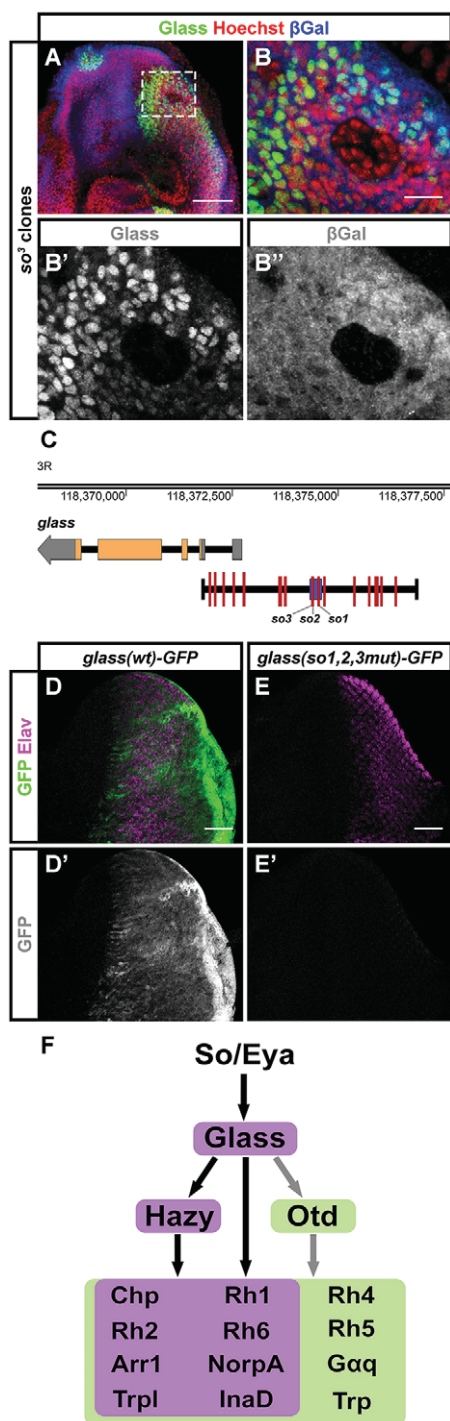 Glass Hoechst βGal
A
B
so³ clones
Glass
βGal
B'
B''
C
3R
118,370,000
118,372,500
118,375,000
118,377,500
glass
so3
so2
so1
glass(wt)-GFP
glass(so1,2,3mut)-GFP
GFP Elav
D
E
GFP
D'
E'
F
So/Eya
Glass
Hazy
Otd
Chp Rh1 Rh4
Rh2 Rh6 Rh5
Arr1 NorpA Gαq
Trpl InaD Trp